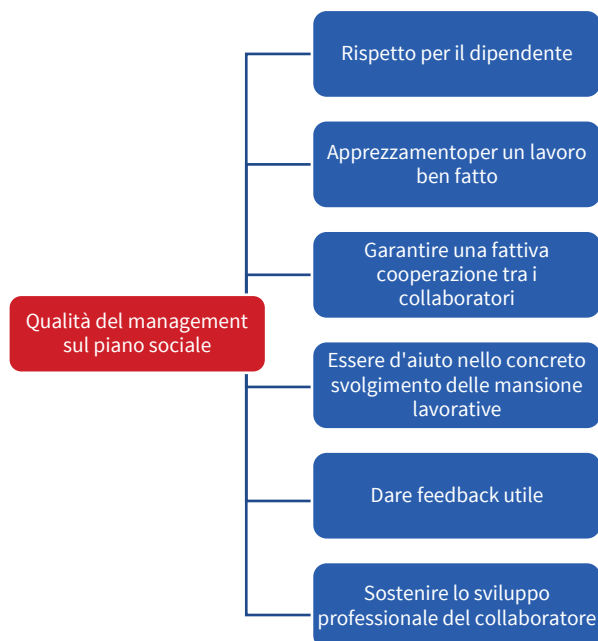 Rispetto per il dipendente
Apprezzamentoper un lavoro
ben fatto
Garantire una fattiva
cooperazione tra i
collaboratori
Qualità del management
sul piano sociale
Essere d'aiuto nello concreto
svolgimento delle mansione
lavorative
Dare feedback utile
Sostenire lo sviluppo
professionale del collaboratore